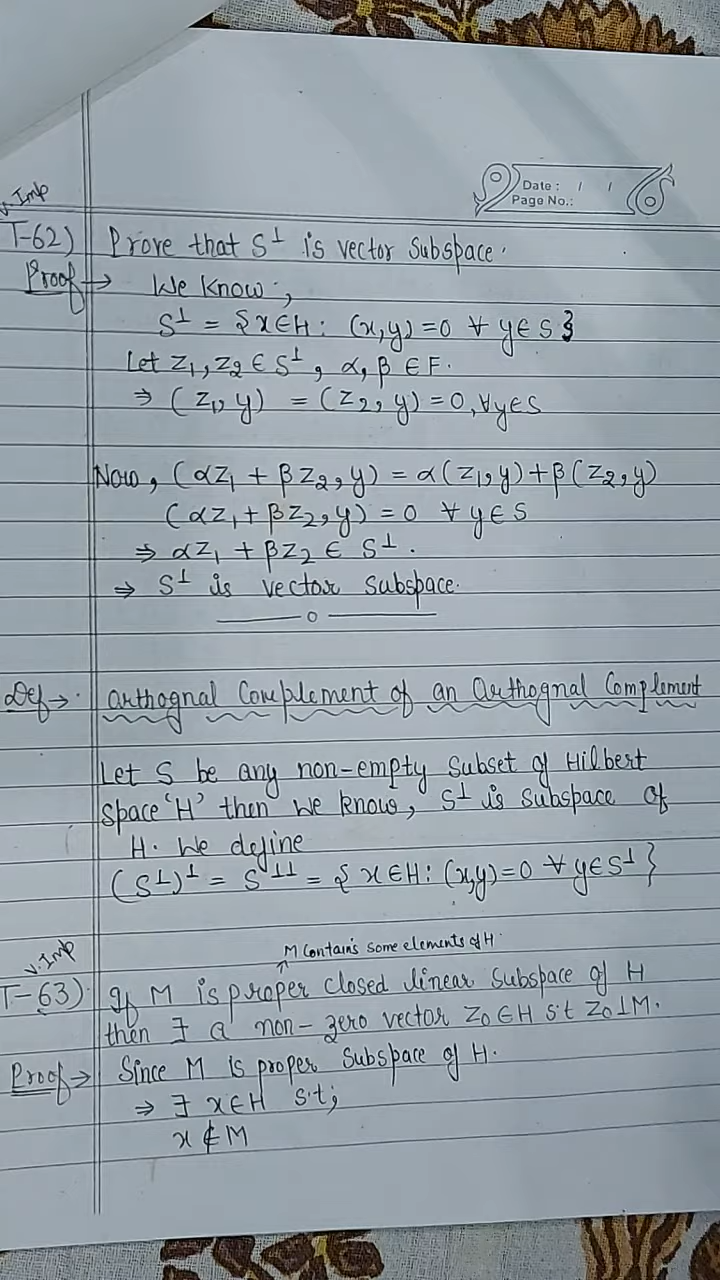 Date : / /
Page No.:
v. Imp
T-62) Prove that S⊥ is vector Subspace.
Proof → We know;,
S⊥ = {x∈H: (x,y)=0 ∀ y∈S}
Let z1, z2 ∈ S⊥, α, β ∈ F.
⇒ (z1, y) = (z2, y) = 0, ∀y∈S
Now, (αz1 + βz2, y) = α(z1,y)+β(z2,y)
(αz1+βz2, y) = 0 ∀ y∈S
⇒ αz1 + βz2 ∈ S⊥.
⇒ S⊥ is vector Subspace.
Def → Orthognal Complement of an Orthognal Complement
Let S be any non-empty Subset of Hilbert
Space 'H' then we know, S⊥ is Subspace of
H. We define
(S⊥)⊥ = S⊥⊥ = {x∈H: (x,y)=0 ∀ y∈S⊥}
M Contains some elements of H.
v. Imp
T-63) If M is proper closed linear Subspace of H
then ∃ a non-zero vector z0 ∈H s.t z0⊥M.
Proof → Since M is proper Subspace of H.
⇒ ∃ x∈H s.t;
x ∉ M